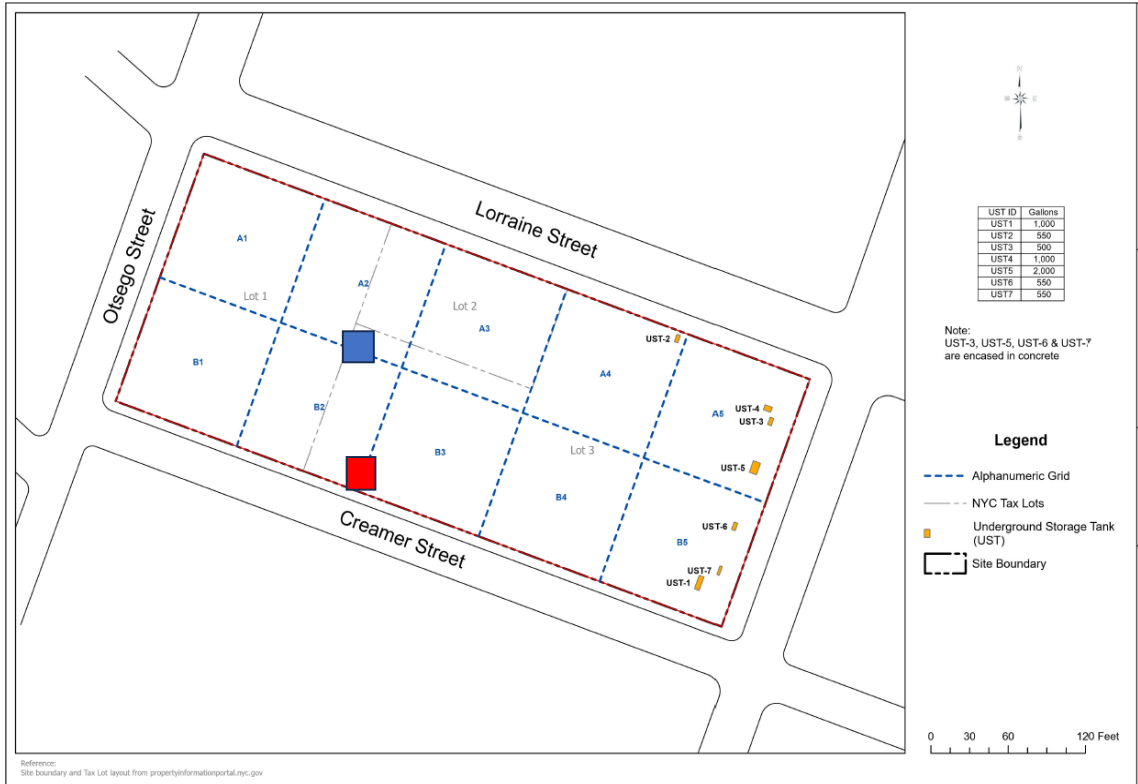 Lorraine Street
Otsego Street
Creamer Street
A1
A2
A3
A4
A5
B1
B2
B3
B4
B5
Lot 1
Lot 2
Lot 3
UST-2
UST-4
UST-3
UST-5
UST-6
UST-7
UST-1
N
UST ID Gallons
UST1 1,000
UST2 550
UST3 500
UST4 1,000
UST5 2,000
UST6 550
UST7 550
Note:
UST-3, UST-5, UST-6 & UST-7
are encased in concrete
Legend
Alphanumeric Grid
NYC Tax Lots
Underground Storage Tank
(UST)
Site Boundary
0 30 60 120 Feet
Reference:
Site boundary and Tax Lot layout from propertyinformationportal.nyc.gov